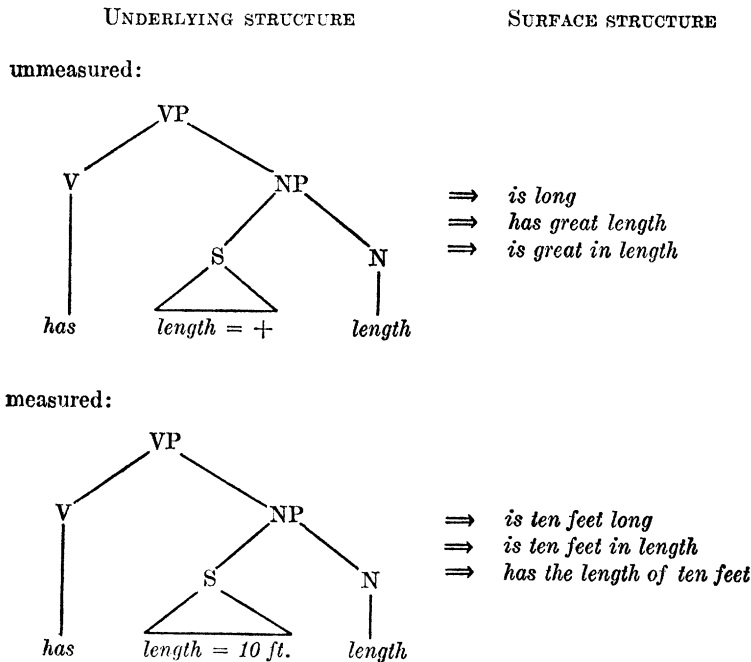 UNDERLYING STRUCTURE SURFACE STRUCTURE
unmeasured:
VP
V NP
⟹ is long
⟹ has great length
⟹ is great in length
S N
has length = + length
measured:
VP
V NP
⟹ is ten feet long
⟹ is ten feet in length
⟹ has the length of ten feet
S N
has length = 10 ft. length